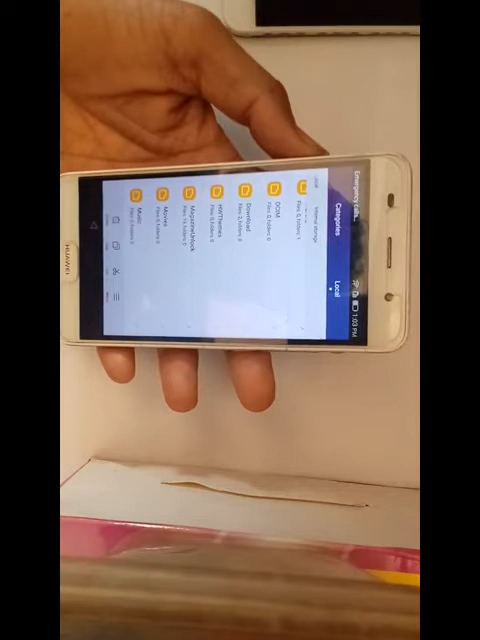 Emergency calls...
1:03 PM
Categories
Local
Internal storage
Files: 0, folders: 1
DCIM
Files: 0, folders: 0
Download
Files: 2, folders: 0
HWThemes
Files: 0, folders: 0
MagazineUnlock
Files: 19, folders: 0
Movies
Files: 0, folders: 0
Music
Files: 0, folders: 0
HUAWEI